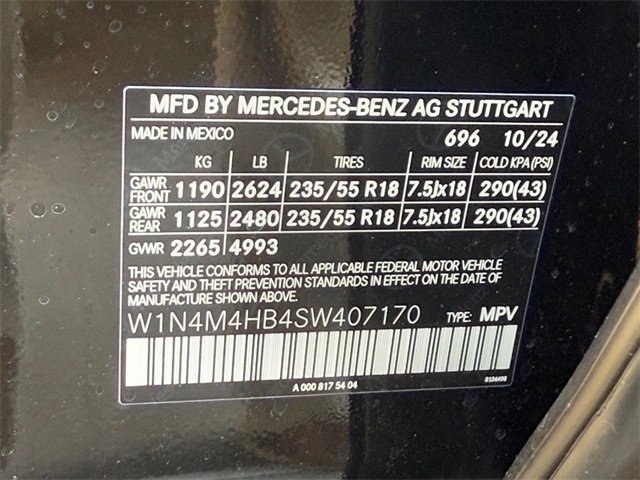 MFD BY MERCEDES-BENZ AG STUTTGART
MADE IN MEXICO 696 10/24
KG LB TIRES RIM SIZE COLD KPA(PSI)
GAWR FRONT 1190 2624 235/55 R18 7.5Jx18 290(43)
GAWR REAR 1125 2480 235/55 R18 7.5Jx18 290(43)
GVWR 2265 4993
THIS VEHICLE CONFORMS TO ALL APPLICABLE FEDERAL MOTOR VEHICLE
SAFETY AND THEFT PREVENTION STANDARDS IN EFFECT ON THE DATE OF
MANUFACTURE SHOWN ABOVE.
W1N4M4HB4SW407170 TYPE: MPV
A 000 817 54 04